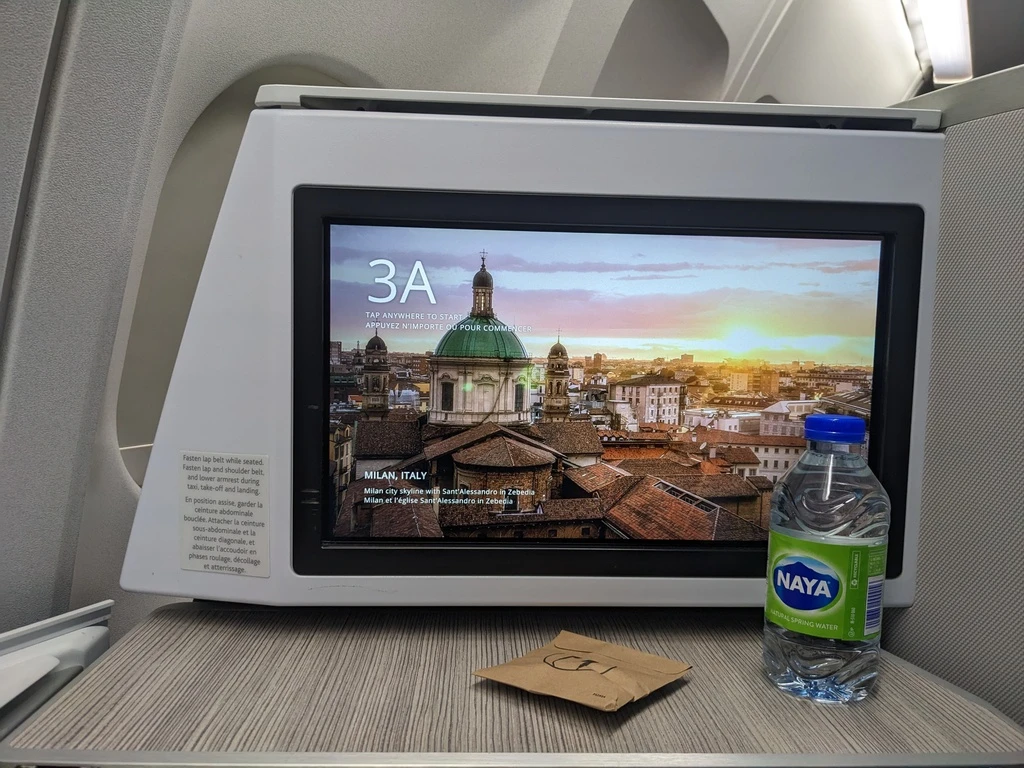 3A
TAP ANYWHERE TO START
APPUYEZ N'IMPORTE OÙ POUR COMMENCER
MILAN, ITALY
Milan city skyline with Sant'Alessandro in Zebedia
Milan et l'église Sant'Alessandro in Zebedia
Fasten lap belt while seated.
Fasten lap and shoulder belt,
and lower armrest during
taxi, take-off and landing.
En position assise, garder la
ceinture abdominale
bouclée. Attacher la ceinture
sous-abdominale et la
ceinture diagonale, et
abaisser l'accoudoir en
phases roulage, décollage
et atterrissage.
NAYA
NATURAL SPRING WATER